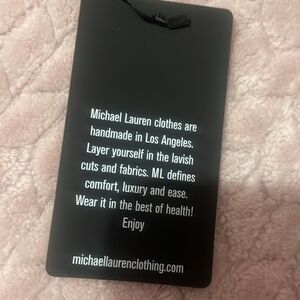 Michael Lauren clothes are
handmade in Los Angeles.
Layer yourself in the lavish
cuts and fabrics. ML defines
comfort, luxury and ease.
Wear it in the best of health!
Enjoy
michaellaurenclothing.com